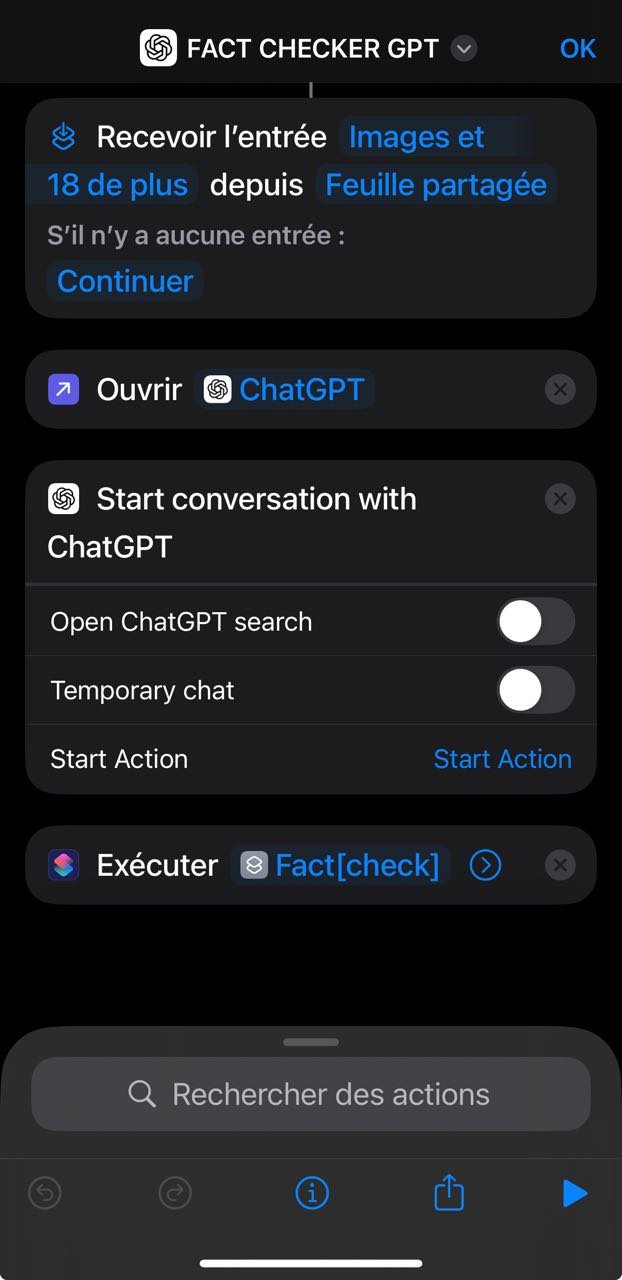 FACT CHECKER GPT
OK
Recevoir l’entrée Images et
18 de plus depuis Feuille partagée
S’il n’y a aucune entrée :
Continuer
Ouvrir ChatGPT
Start conversation with
ChatGPT
Open ChatGPT search
Temporary chat
Start Action Start Action
Exécuter Fact[check]
Rechercher des actions